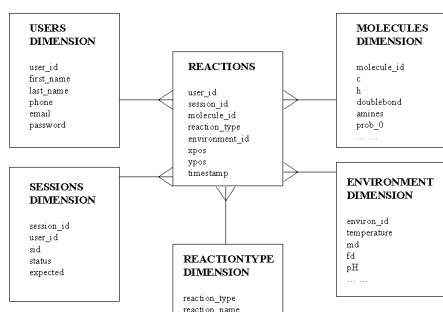 USERS
DIMENSION
user_id
first_name
last_name
phone
email
password
REACTIONS
user_id
session_id
molecule_id
reaction_type
environment_id
xpos
ypos
timestamp
MOLECULES
DIMENSION
molecule_id
c
h
doublebond
amines
prob_0
... ...
SESSIONS
DIMENSION
session_id
user_id
sid
status
expected
REACTIONTYPE
DIMENSION
reaction_type
reaction_name
ENVIRONMENT
DIMENSION
environ_id
temperature
md
fd
pH
... ...